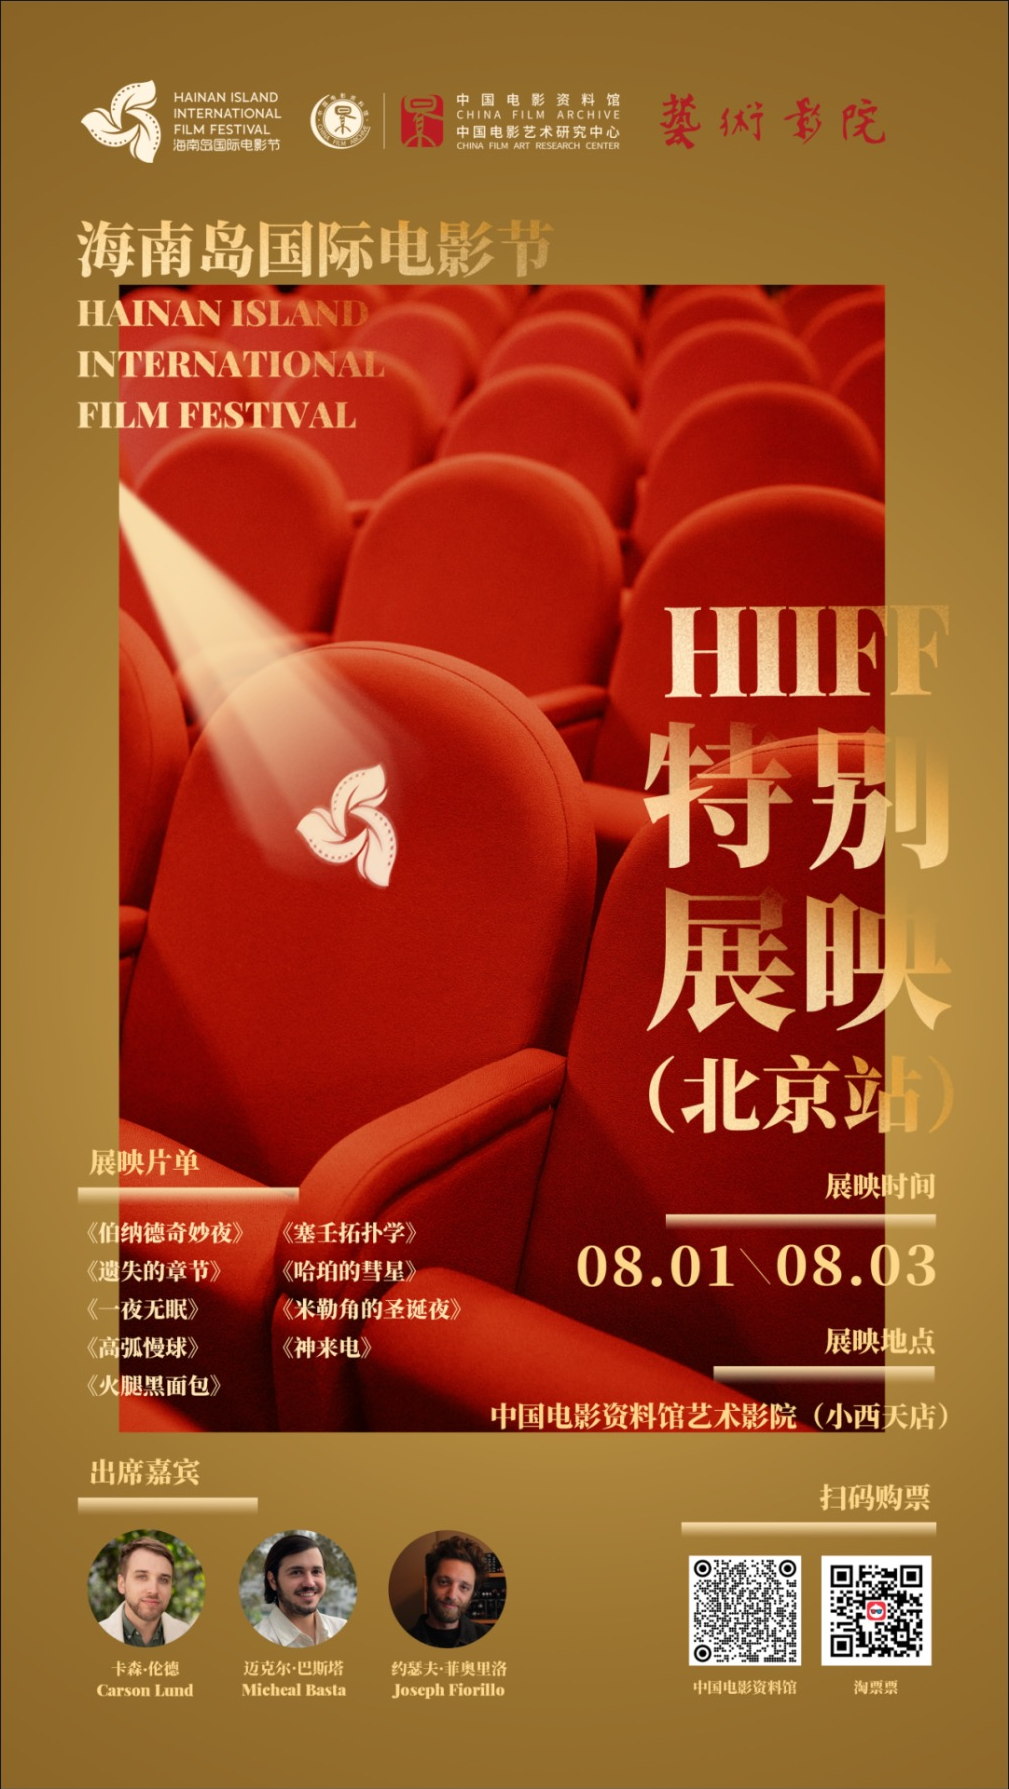 HAINAN ISLAND
INTERNATIONAL
FILM FESTIVAL
海南岛国际电影节
中国电影资料馆
CHINA FILM ARCHIVE
中国电影艺术研究中心
CHINA FILM ART RESEARCH CENTER
藝術影院
海南岛国际电影节
HAINAN ISLAND
INTERNATIONAL
FILM FESTIVAL
HIIFF
特别
展映
（北京站）
展映片单
《伯纳德奇妙夜》 《塞壬拓扑学》
《遗失的章节》 《哈珀的彗星》
《一夜无眠》 《米勒角的圣诞夜》
《高弧慢球》 《神来电》
《火腿黑面包》
展映时间
08.01\08.03
展映地点
中国电影资料馆艺术影院（小西天店）
出席嘉宾
卡森·伦德
Carson Lund
迈克尔·巴斯塔
Micheal Basta
约瑟夫·菲奥里洛
Joseph Fiorillo
扫码购票
中国电影资料馆
淘票票